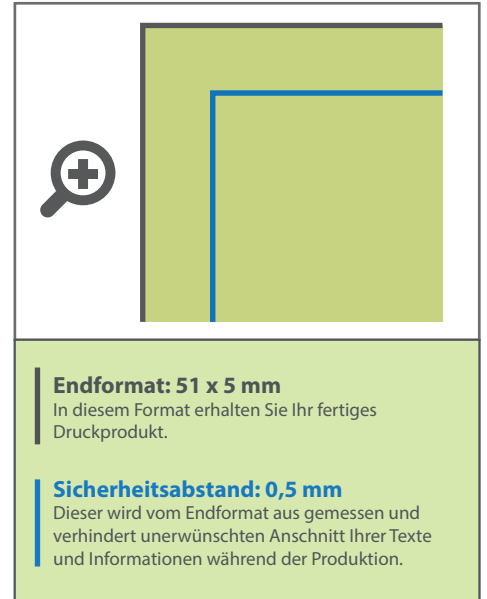 Endformat: 51 x 5 mm
In diesem Format erhalten Sie Ihr fertiges
Druckprodukt.
Sicherheitsabstand: 0,5 mm
Dieser wird vom Endformat aus gemessen und
verhindert unerwünschten Anschnitt Ihrer Texte
und Informationen während der Produktion.